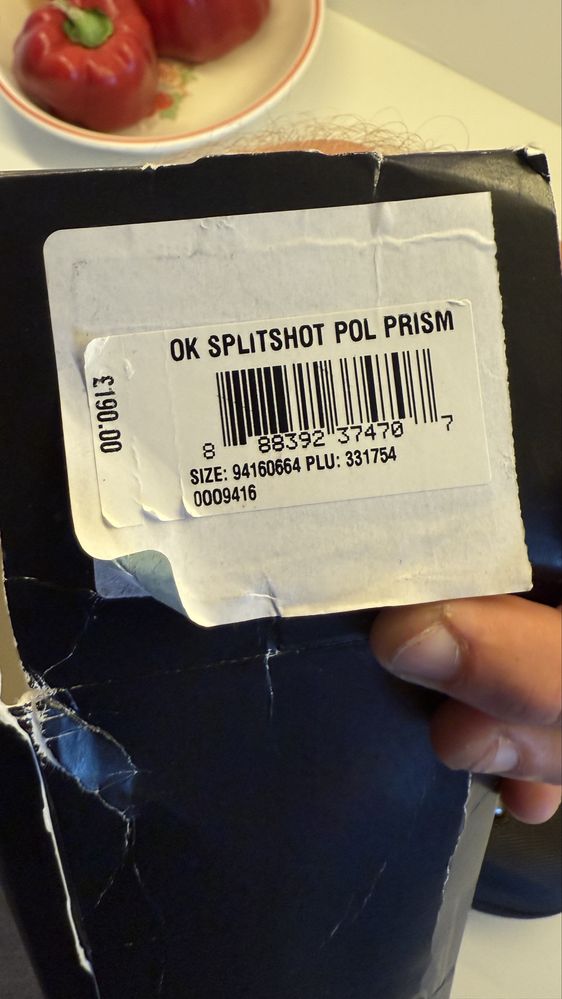 OK SPLITSHOT POL PRISM
£190.00
8 88392 37470 7
SIZE: 94160664 PLU: 331754
0009416